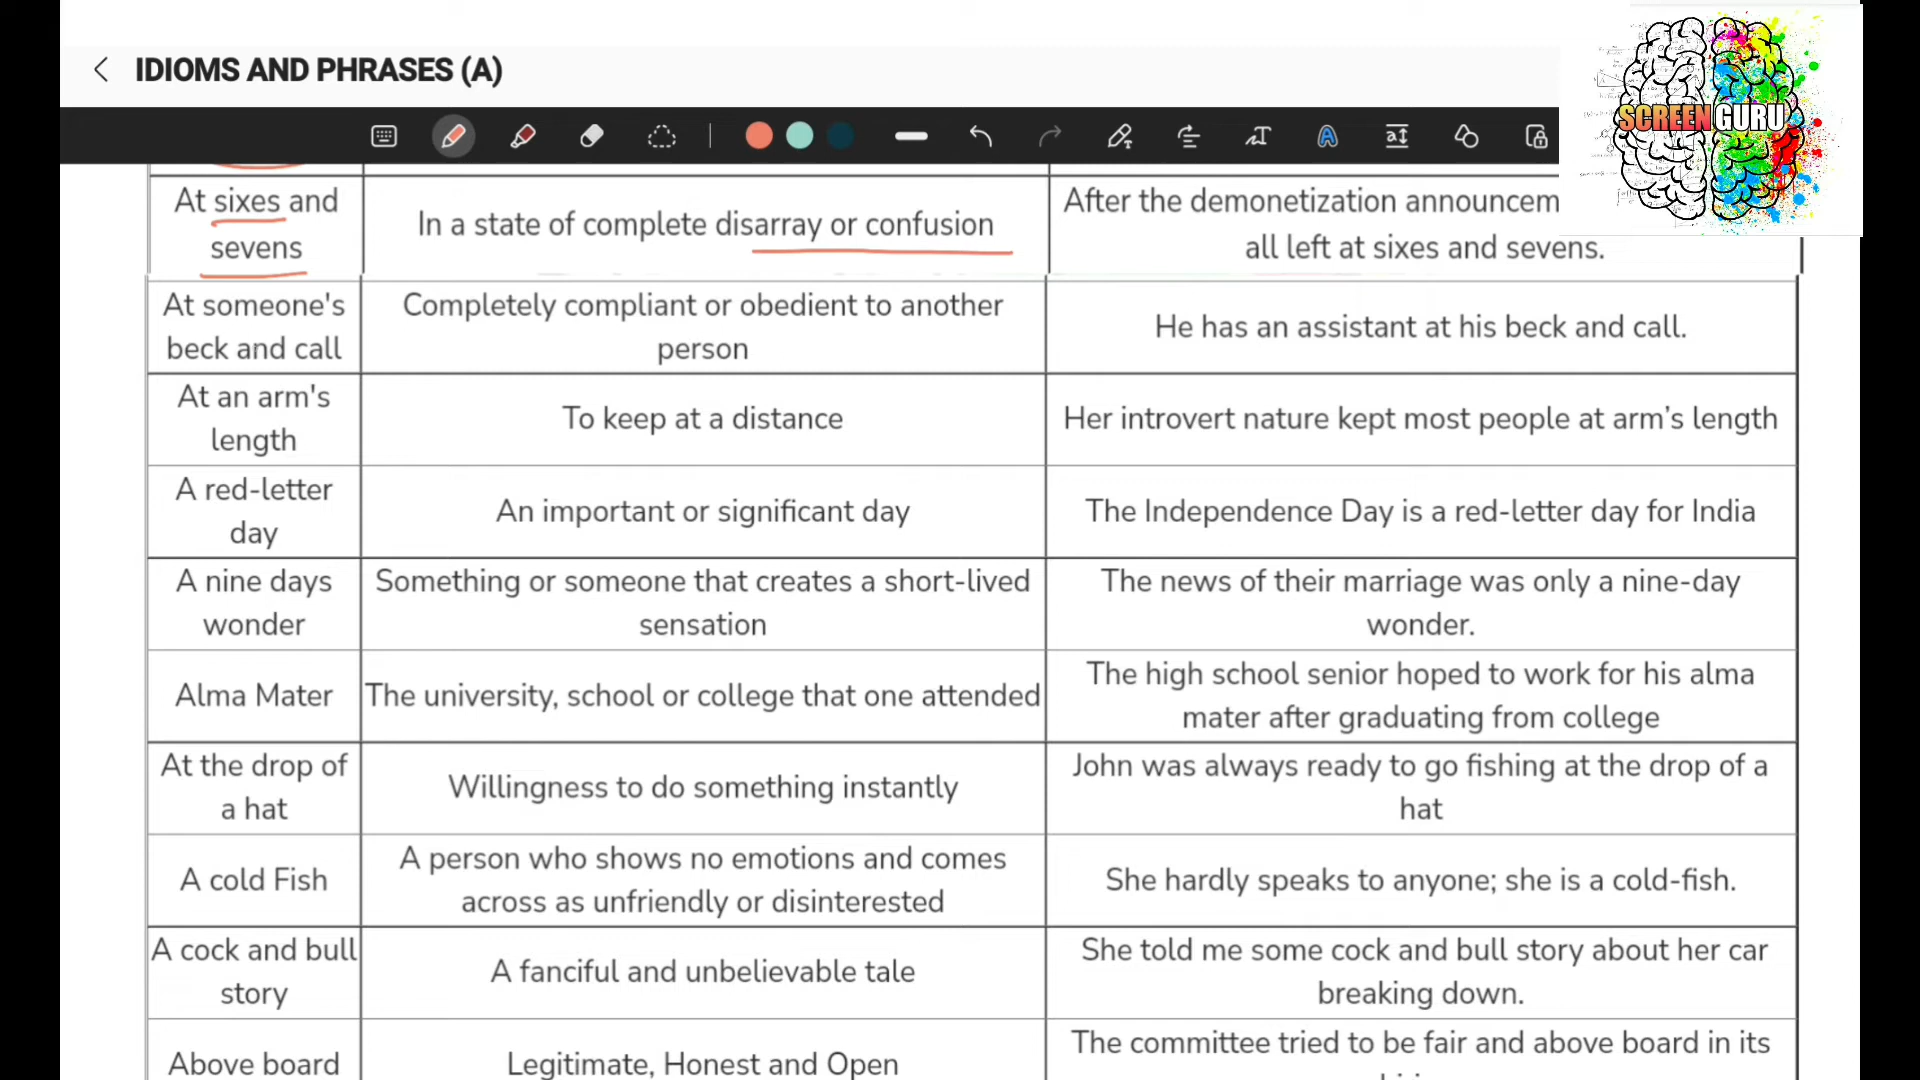 IDIOMS AND PHRASES (A)
SCREEN GURU
At sixes and
sevens
In a state of complete disarray or confusion
After the demonetization announcem
all left at sixes and sevens.
At someone's
beck and call
Completely compliant or obedient to another
person
He has an assistant at his beck and call.
At an arm's
length
To keep at a distance
Her introvert nature kept most people at arm’s length
A red-letter
day
An important or significant day
The Independence Day is a red-letter day for India
A nine days
wonder
Something or someone that creates a short-lived
sensation
The news of their marriage was only a nine-day
wonder.
Alma Mater
The university, school or college that one attended
The high school senior hoped to work for his alma
mater after graduating from college
At the drop of
a hat
Willingness to do something instantly
John was always ready to go fishing at the drop of a
hat
A cold Fish
A person who shows no emotions and comes
across as unfriendly or disinterested
She hardly speaks to anyone; she is a cold-fish.
A cock and bull
story
A fanciful and unbelievable tale
She told me some cock and bull story about her car
breaking down.
Above board
Legitimate, Honest and Open
The committee tried to be fair and above board in its